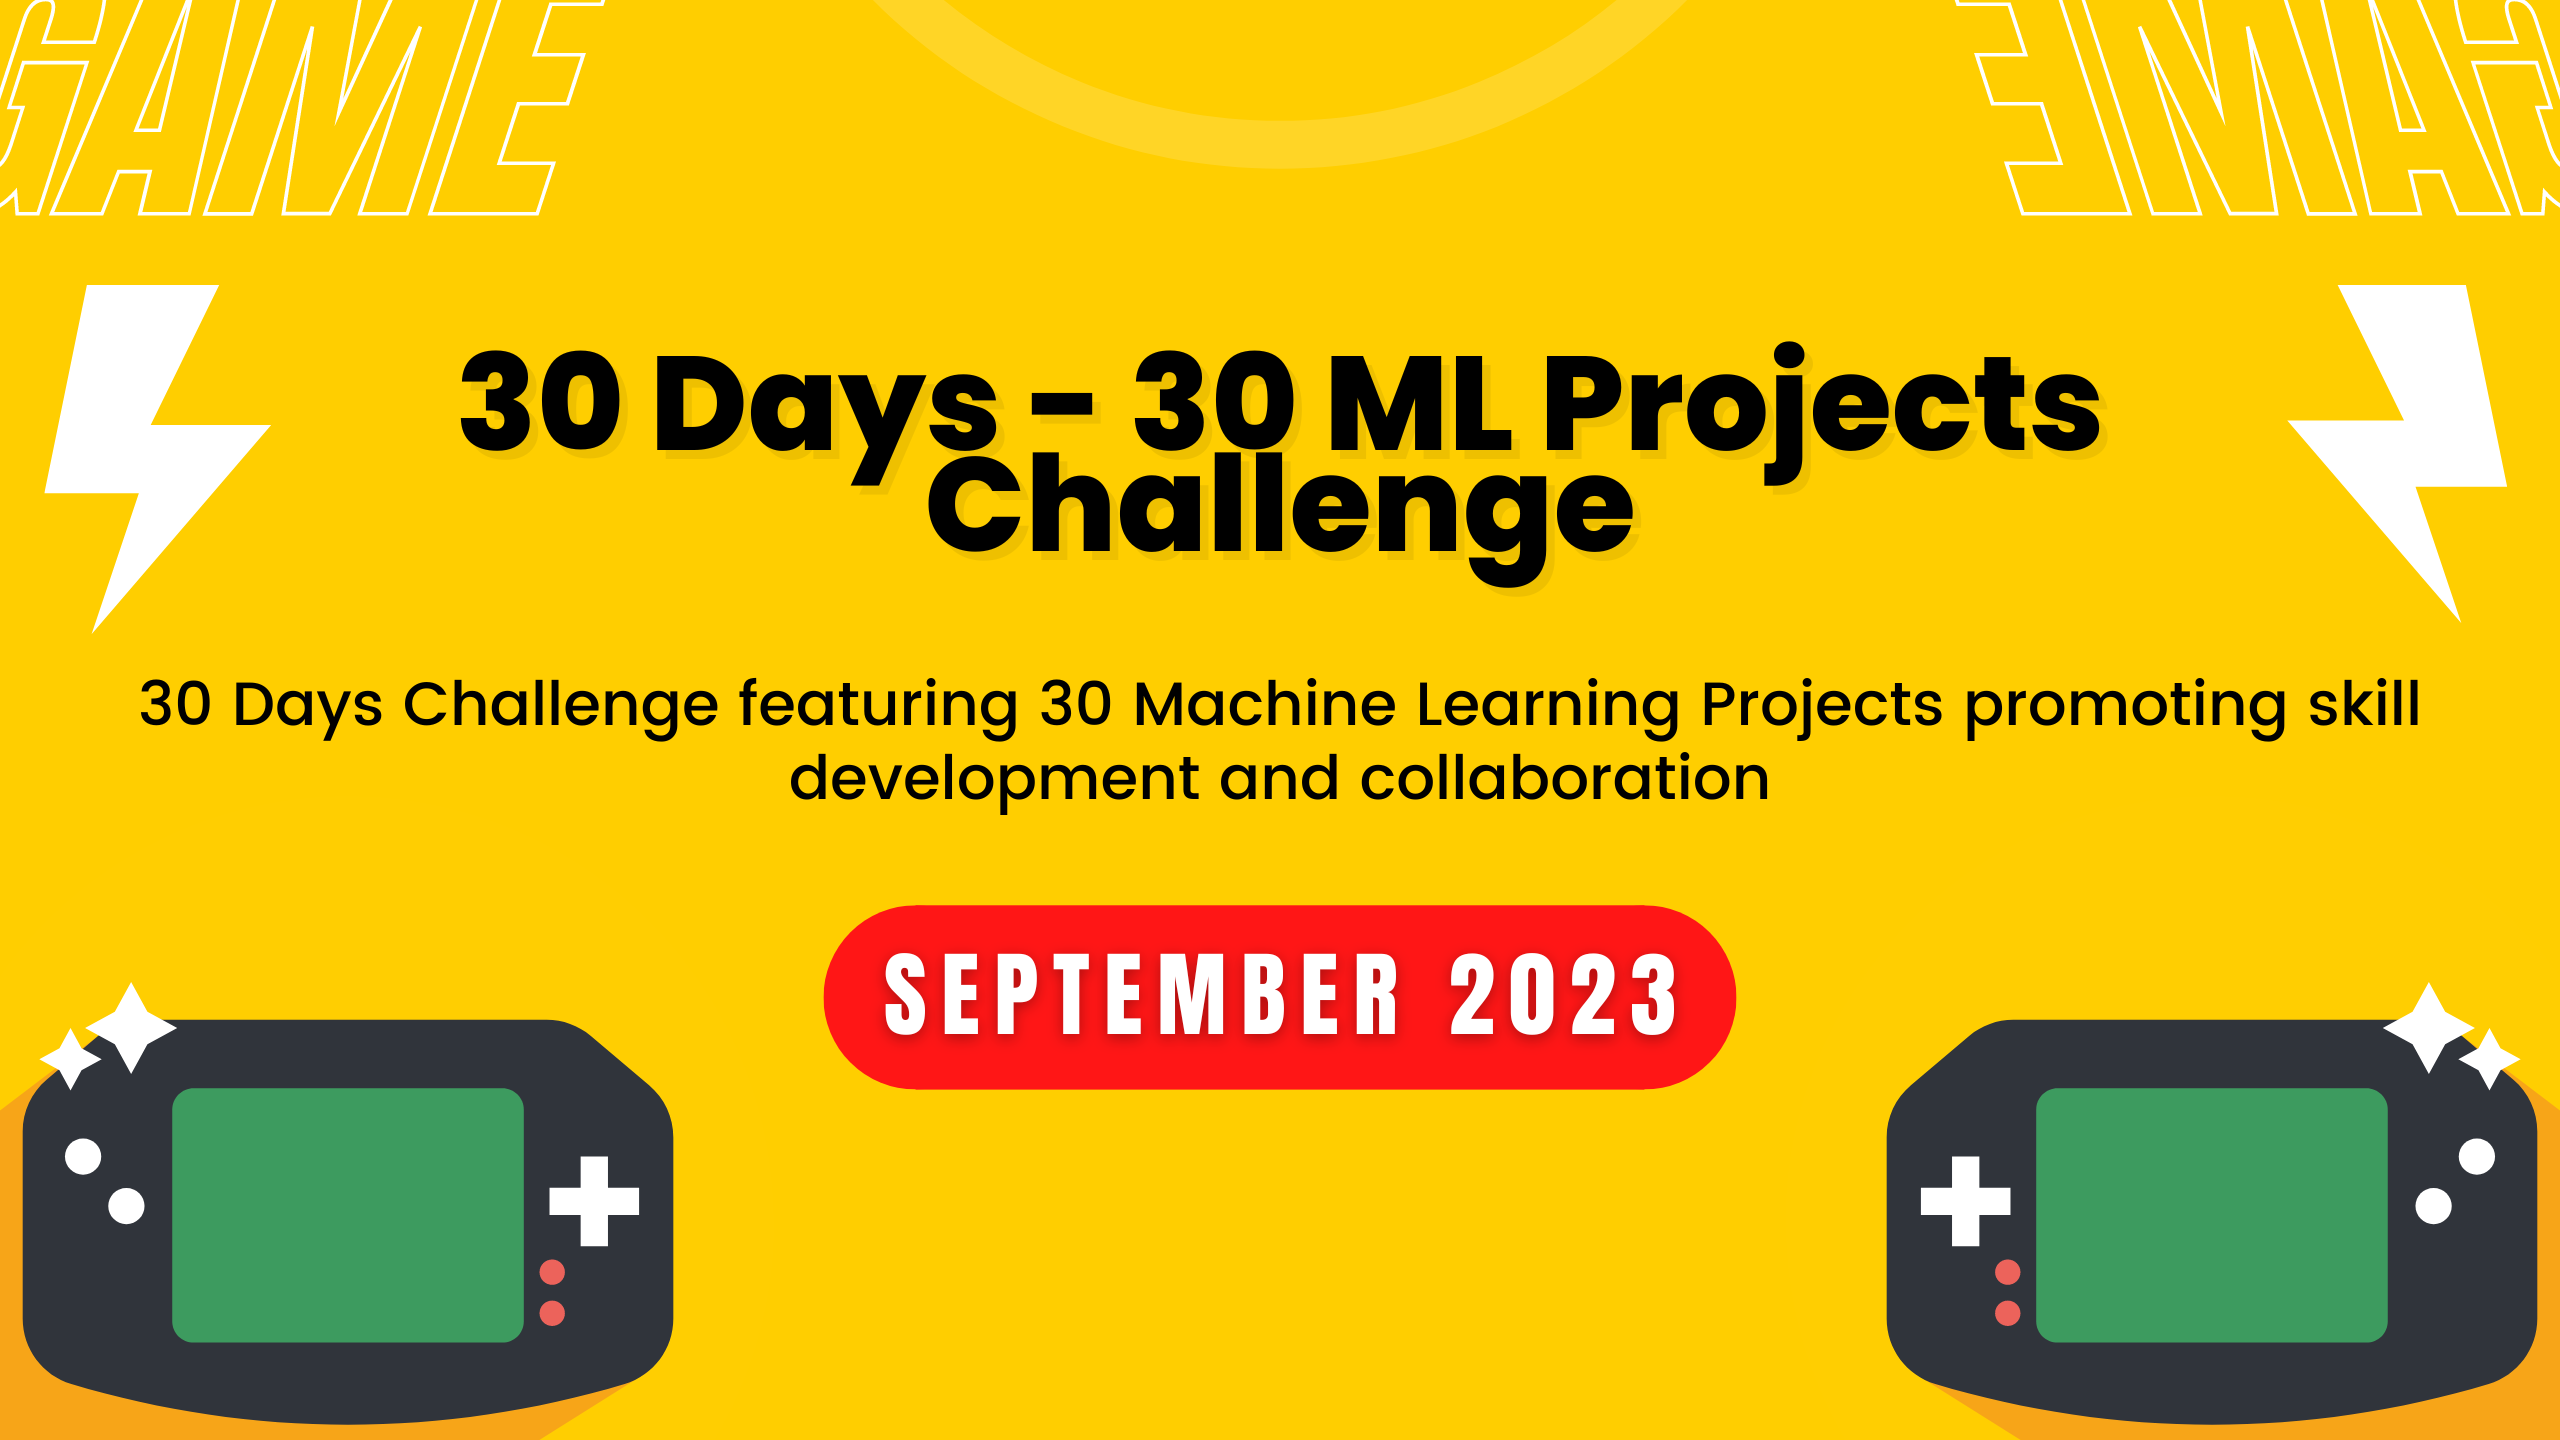 GAME
GAME
30 Days - 30 ML Projects
Challenge
30 Days Challenge featuring 30 Machine Learning Projects promoting skill
development and collaboration
SEPTEMBER 2023